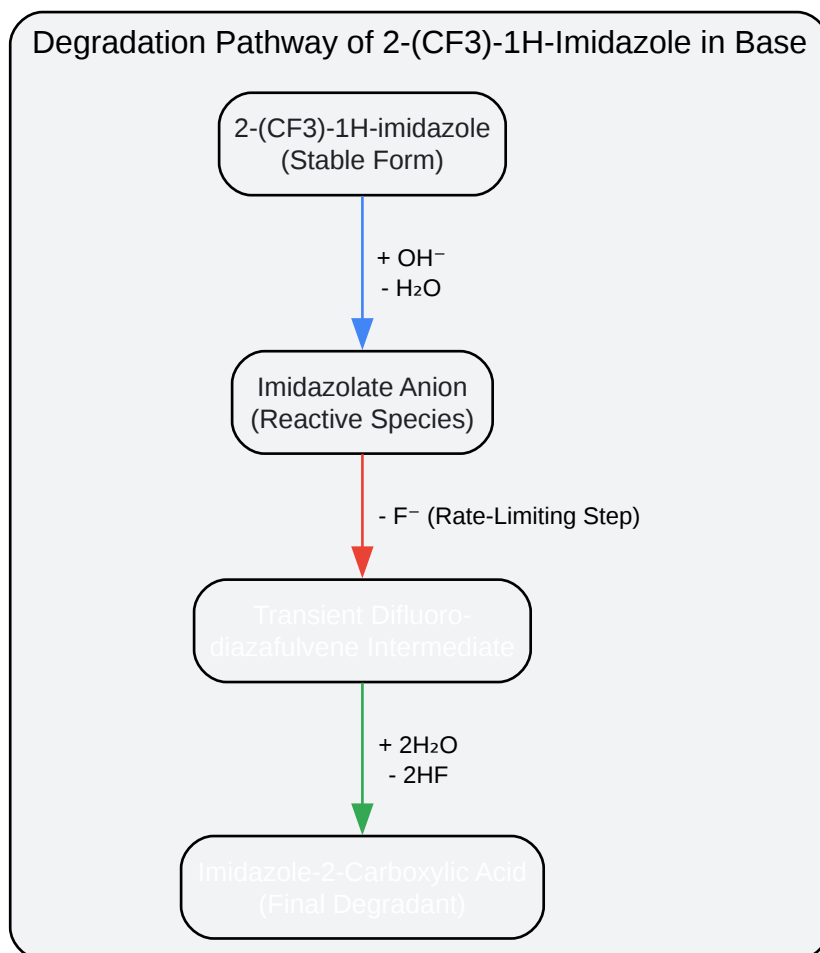 Degradation Pathway of 2-(CF3)-1H-Imidazole in Base
2-(CF3)-1H-imidazole
(Stable Form)
+ OH⁻
- H₂O
Imidazolate Anion
(Reactive Species)
- F⁻ (Rate-Limiting Step)
Transient Difluoro-
diazafulvene Intermediate
+ 2H₂O
- 2HF
Imidazole-2-Carboxylic Acid
(Final Degradant)